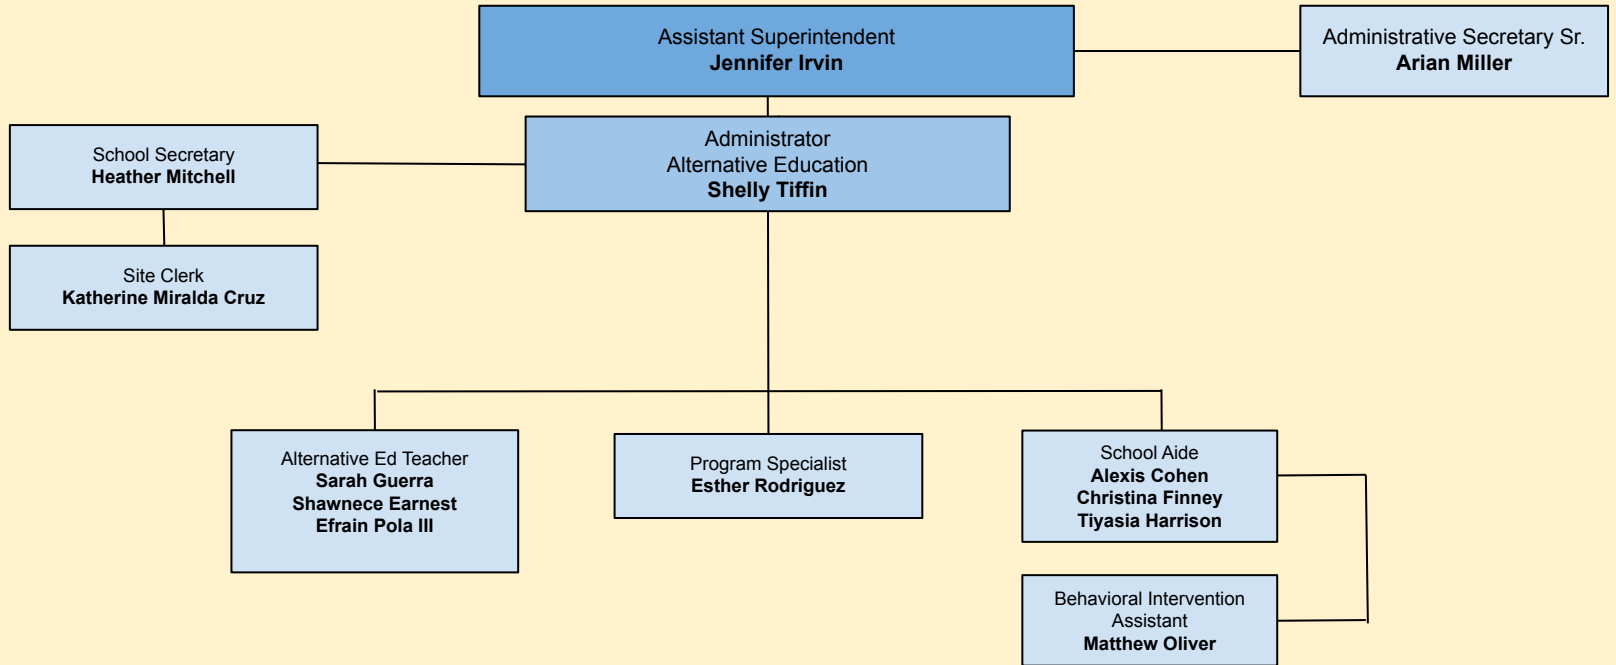 Assistant Superintendent
Jennifer Irvin
Administrative Secretary Sr.
Arian Miller
School Secretary
Heather Mitchell
Administrator
Alternative Education
Shelly Tiffin
Site Clerk
Katherine Miralda Cruz
Alternative Ed Teacher
Sarah Guerra
Shawnece Earnest
Efrain Pola III
Program Specialist
Esther Rodriguez
School Aide
Alexis Cohen
Christina Finney
Tiyasia Harrison
Behavioral Intervention
Assistant
Matthew Oliver